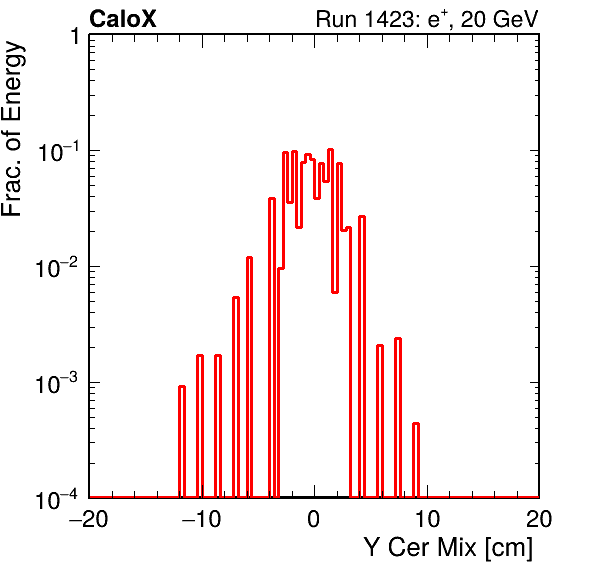 CaloX Run 1423: e⁺, 20 GeV
Frac. of Energy
1
10⁻¹
10⁻²
10⁻³
10⁻⁴
−20 −10 0 10 20
Y Cer Mix [cm]